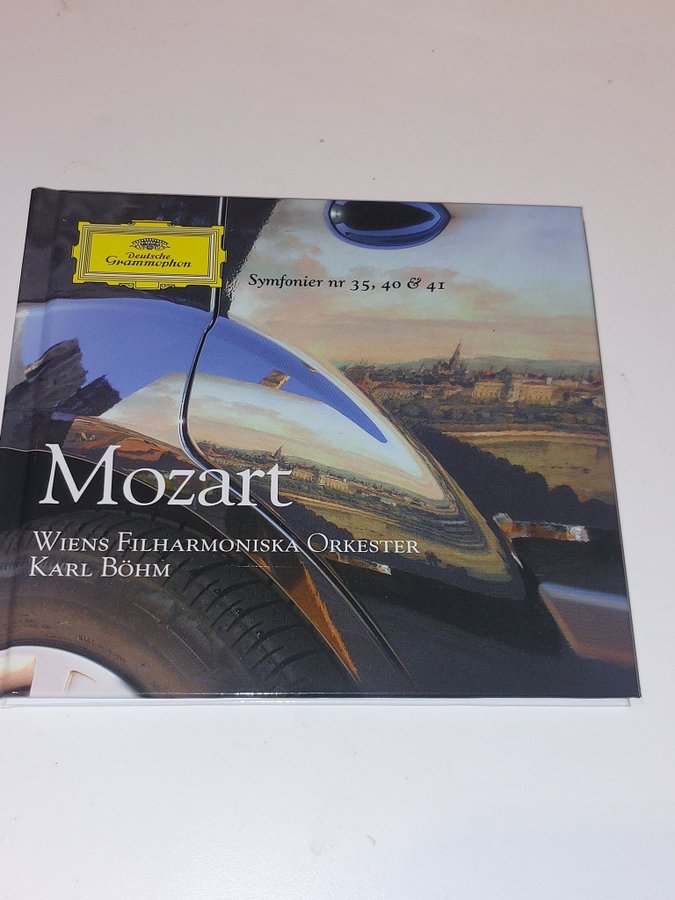 Deutsche
Grammophon
Symfonier nr 35, 40 & 41
Mozart
Wiens Filharmoniska Orkester
Karl Böhm